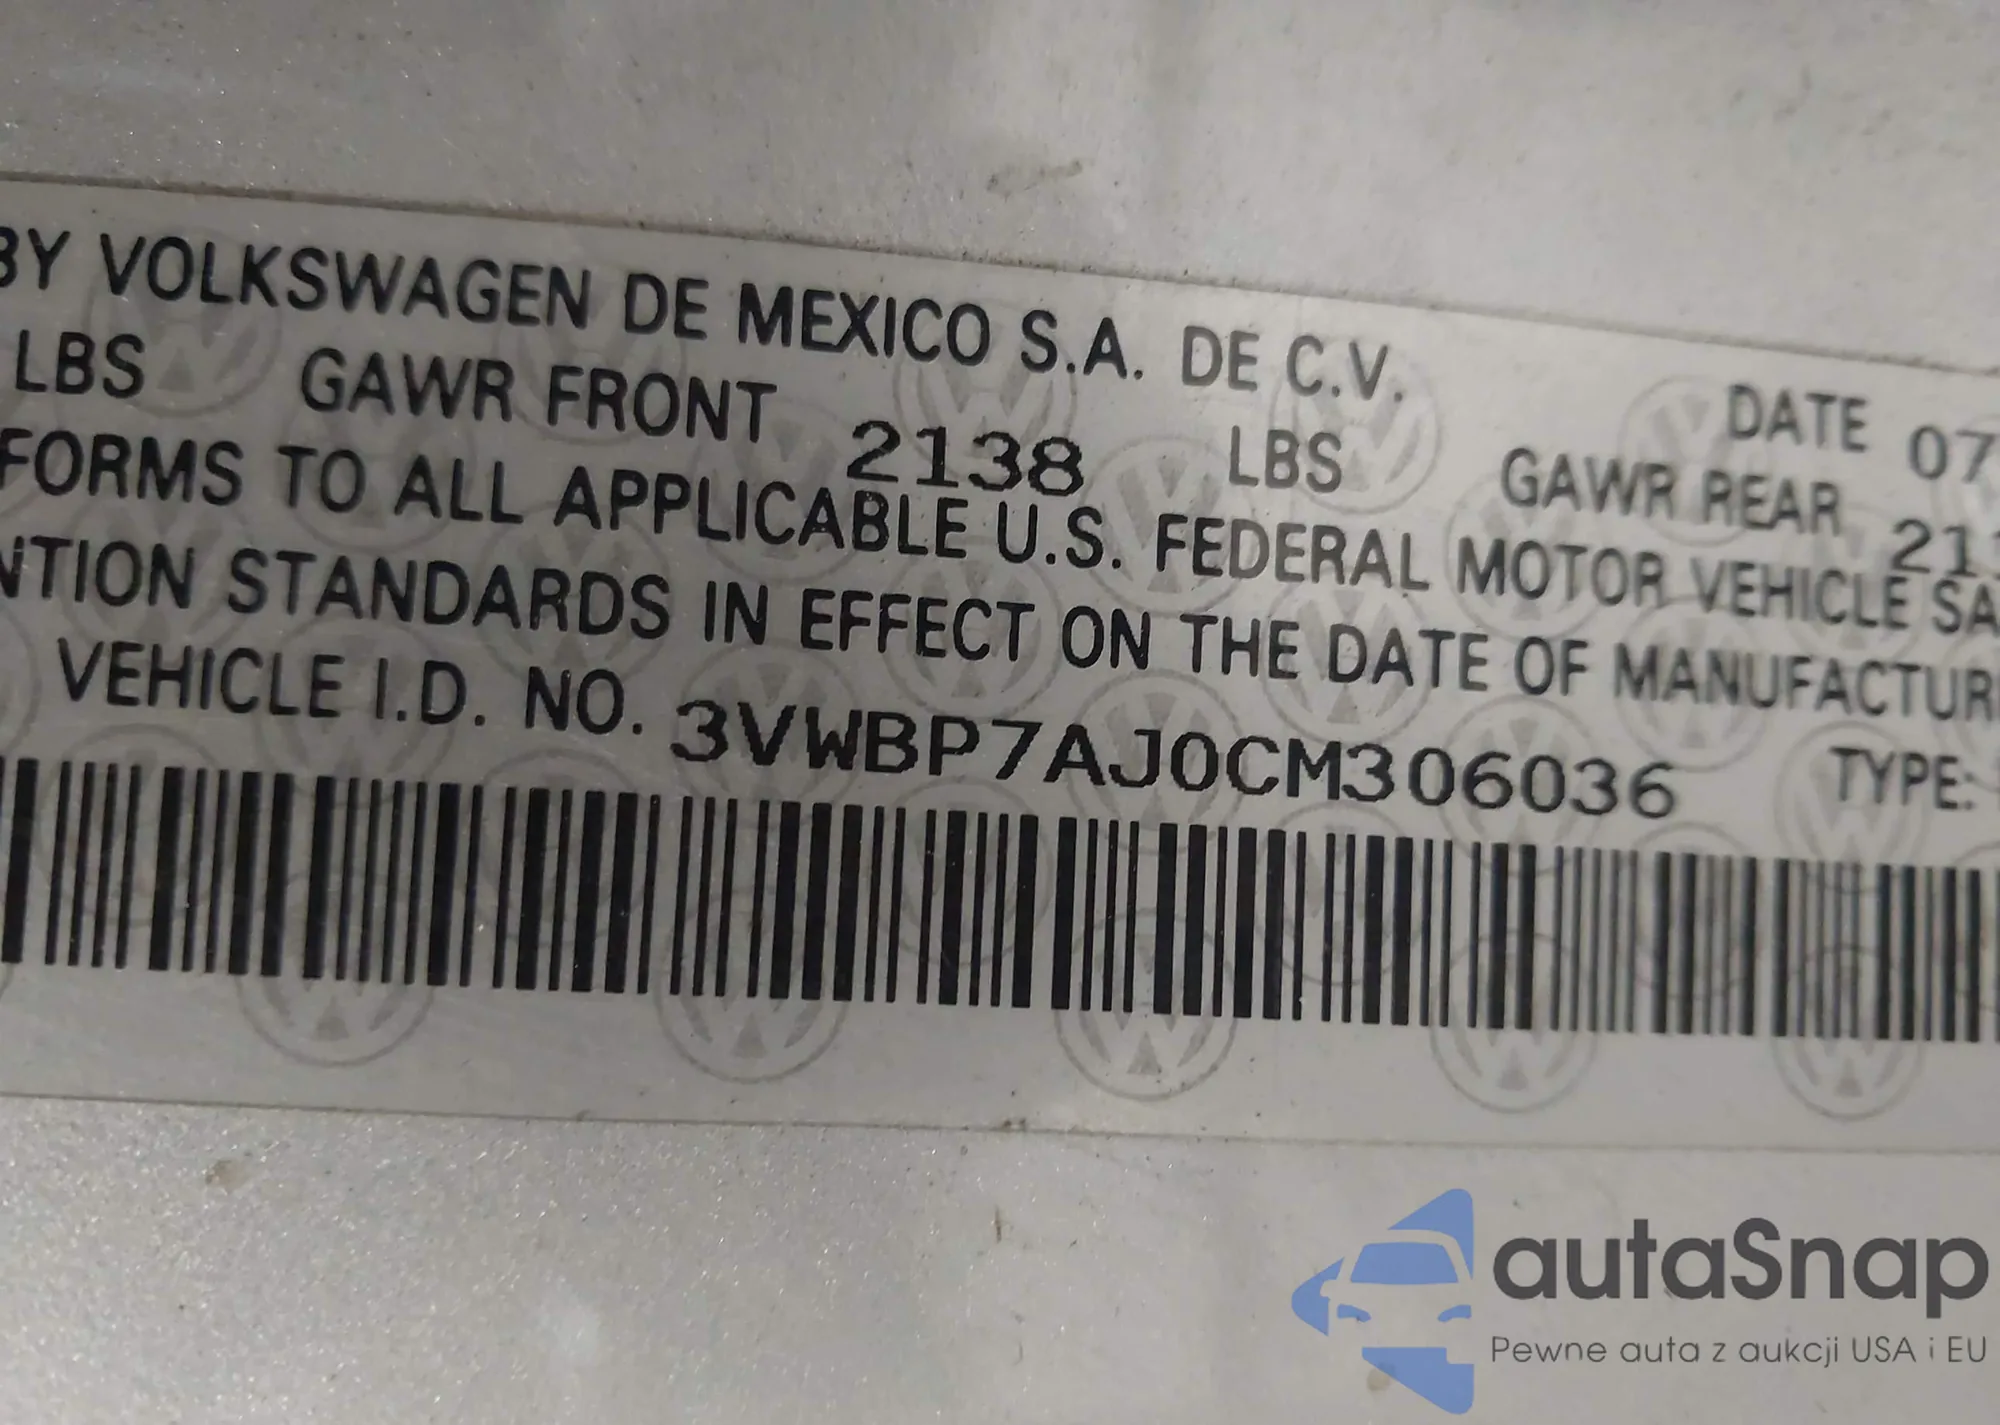 BY VOLKSWAGEN DE MEXICO S.A. DE C.V. DATE 07
LBS GAWR FRONT 2138 LBS GAWR REAR 211
FORMS TO ALL APPLICABLE U.S. FEDERAL MOTOR VEHICLE SA
NTION STANDARDS IN EFFECT ON THE DATE OF MANUFACTUR
VEHICLE I.D. NO. 3VWBP7AJ0CM306036 TYPE:
autaSnap
Pewne auta z aukcji USA i EU